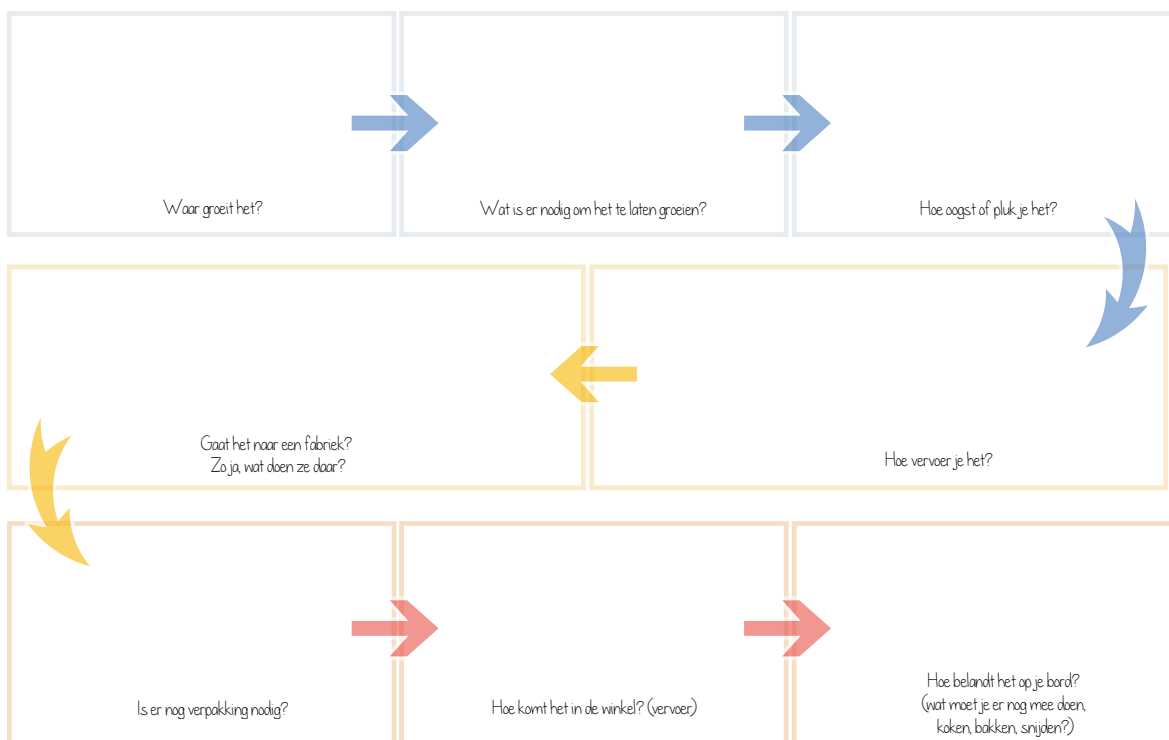 Waar groeit het?
Wat is er nodig om het te laten groeien?
Hoe oogst of pluk je het?
Hoe vervoer je het?
Gaat het naar een fabriek?
Zo ja, wat doen ze daar?
Is er nog verpakking nodig?
Hoe komt het in de winkel? (vervoer)
Hoe belandt het op je bord?
(wat moet je er nog mee doen,
koken, bakken, snijden?)